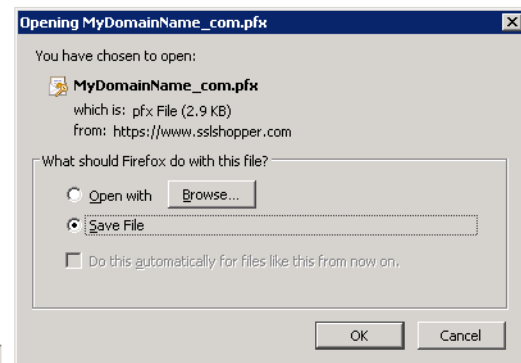 Opening MyDomainName_com.pfx
You have chosen to open:
MyDomainName_com.pfx
which is: pfx File (2.9 KB)
from: https://www.sslshopper.com
What should Firefox do with this file?
Open with Browse...
Save File
Do this automatically for files like this from now on.
OK Cancel